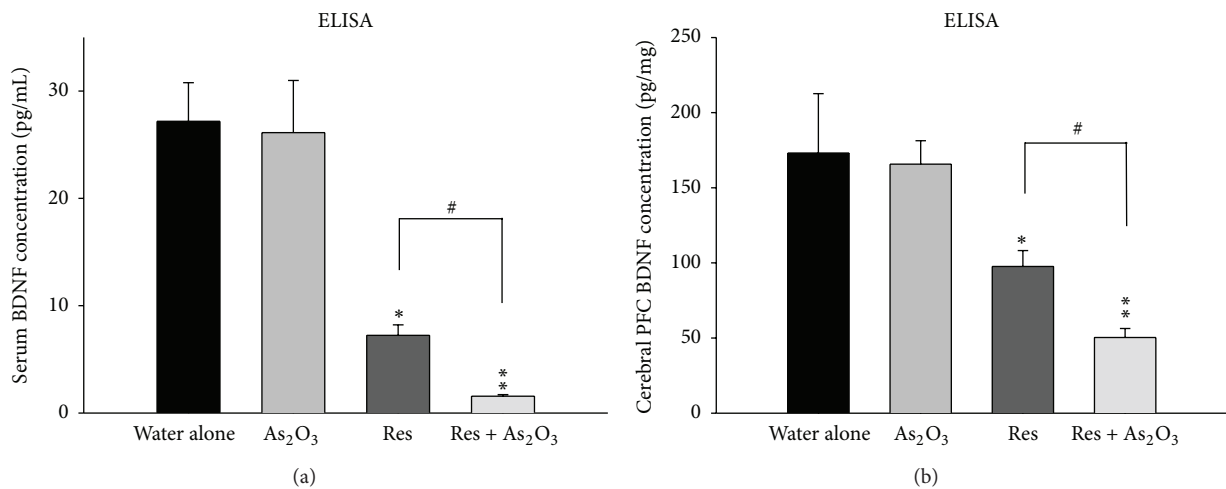 ELISA
Serum BDNF concentration (pg/mL)
30
20
10
0
*
**
#
Water alone As₂O₃ Res Res + As₂O₃
(a)
ELISA
Cerebral PFC BDNF concentration (pg/mg)
250
200
150
100
50
0
#
*
**
Water alone As₂O₃ Res Res + As₂O₃
(b)